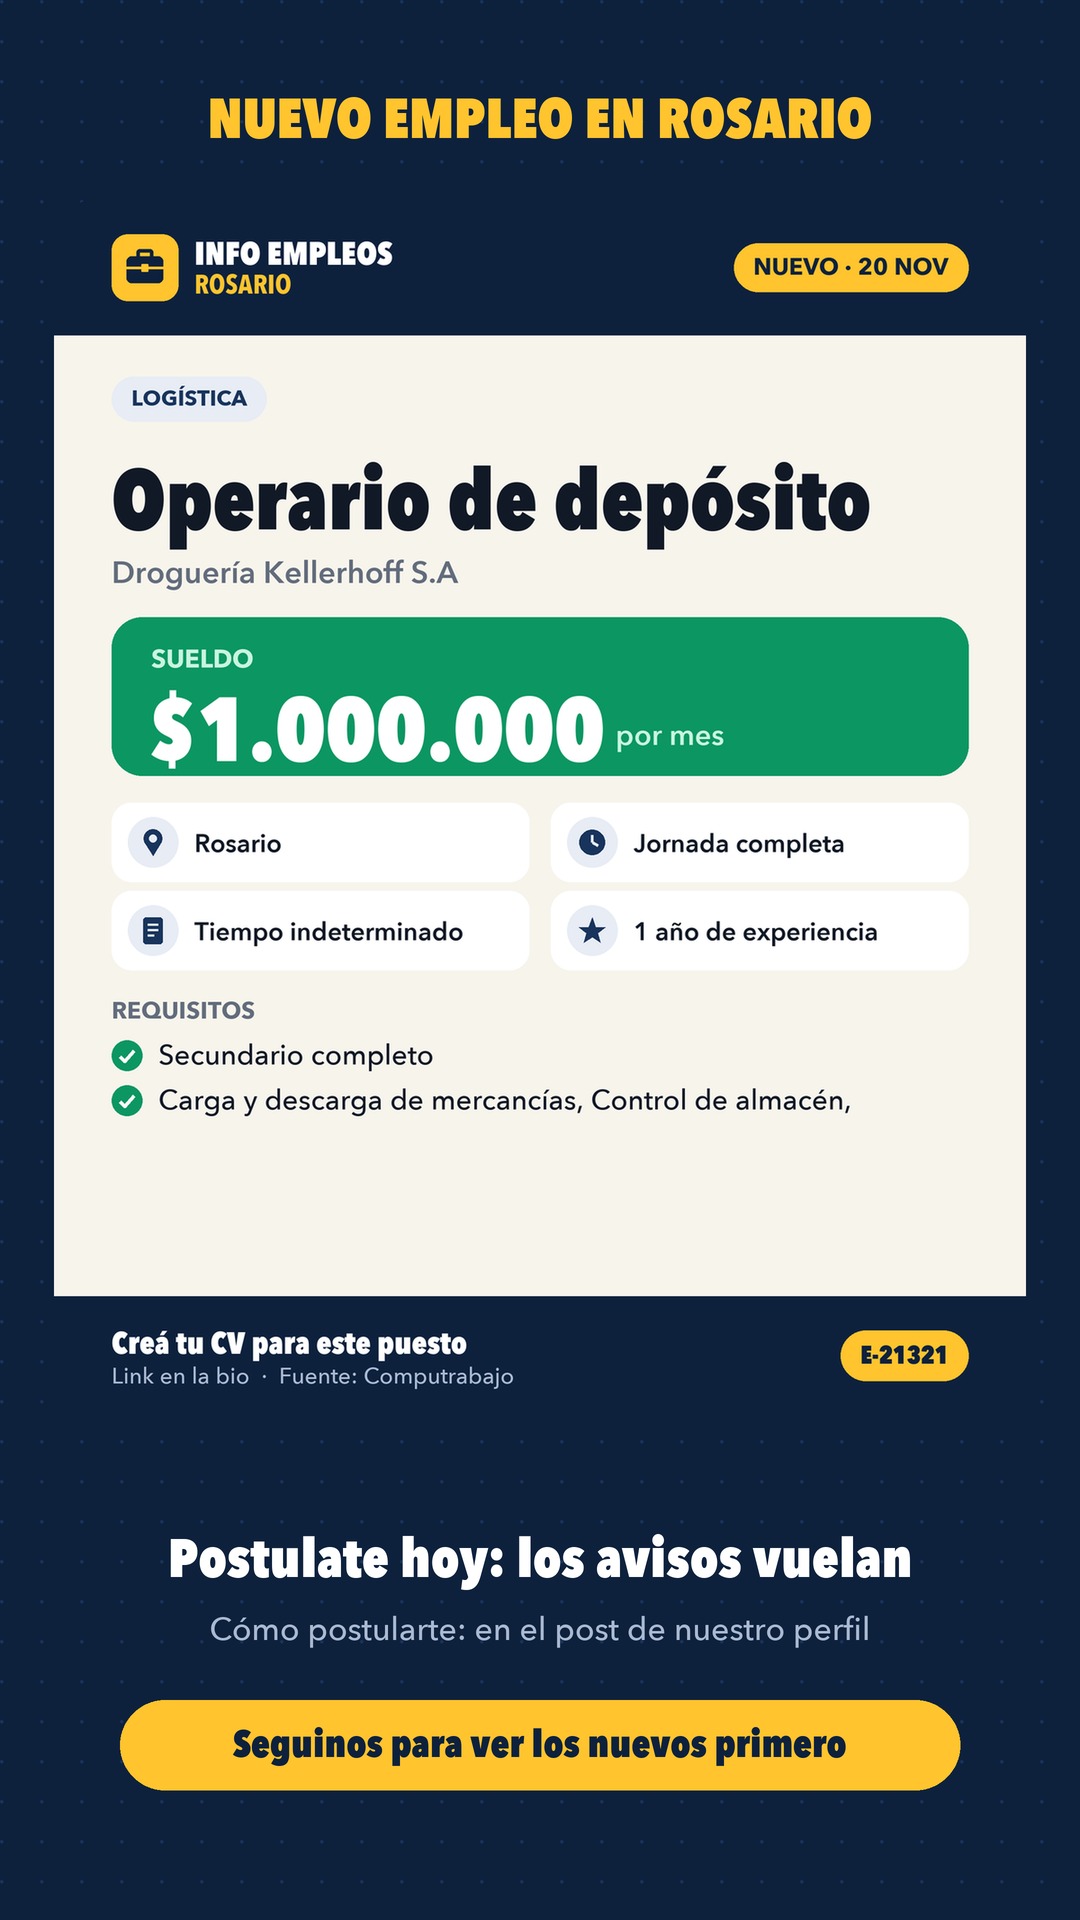 NUEVO EMPLEO EN ROSARIO
INFO EMPLEOS
ROSARIO
NUEVO · 20 NOV
LOGÍSTICA
Operario de depósito
Droguería Kellerhoff S.A
SUELDO
$1.000.000 por mes
Rosario
Jornada completa
Tiempo indeterminado
1 año de experiencia
REQUISITOS
Secundario completo
Carga y descarga de mercancías, Control de almacén,
Creá tu CV para este puesto
Link en la bio · Fuente: Computrabajo
E-21321
Postulate hoy: los avisos vuelan
Cómo postularte: en el post de nuestro perfil
Seguinos para ver los nuevos primero